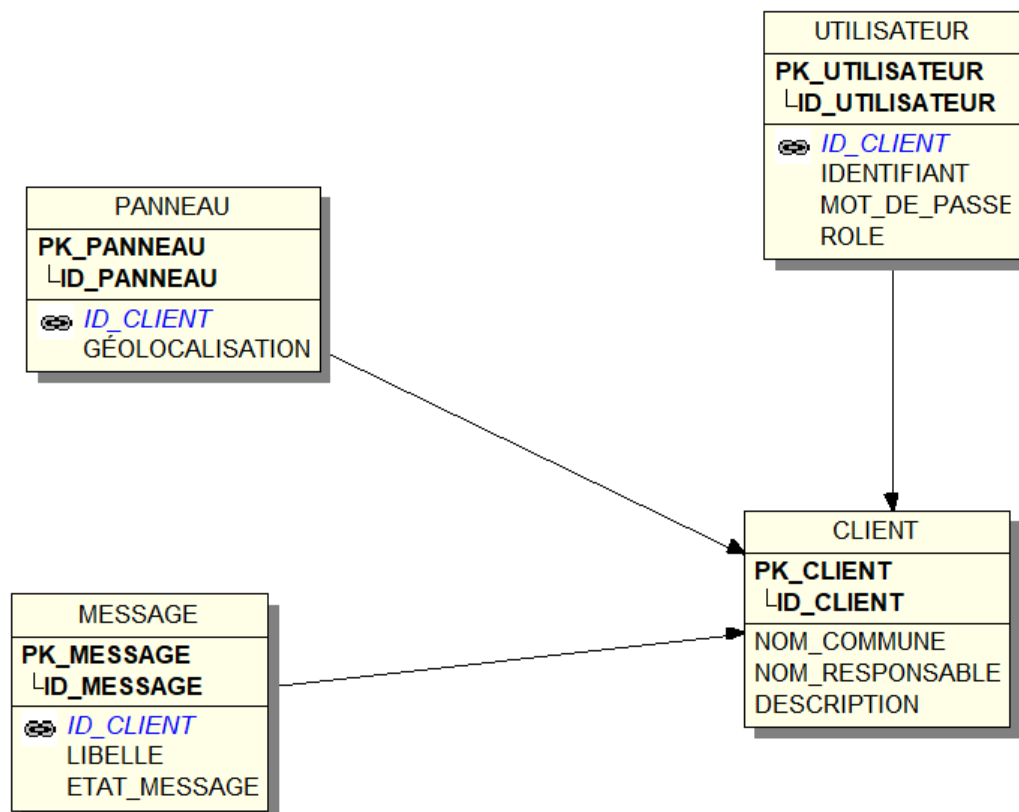 UTILISATEUR
PK_UTILISATEUR
ID_UTILISATEUR
ID_CLIENT
IDENTIFIANT
MOT_DE_PASSE
ROLE
PANNEAU
PK_PANNEAU
ID_PANNEAU
ID_CLIENT
GÉOLOCALISATION
CLIENT
PK_CLIENT
ID_CLIENT
NOM_COMMUNE
NOM_RESPONSABLE
DESCRIPTION
MESSAGE
PK_MESSAGE
ID_MESSAGE
ID_CLIENT
LIBELLE
ETAT_MESSAGE